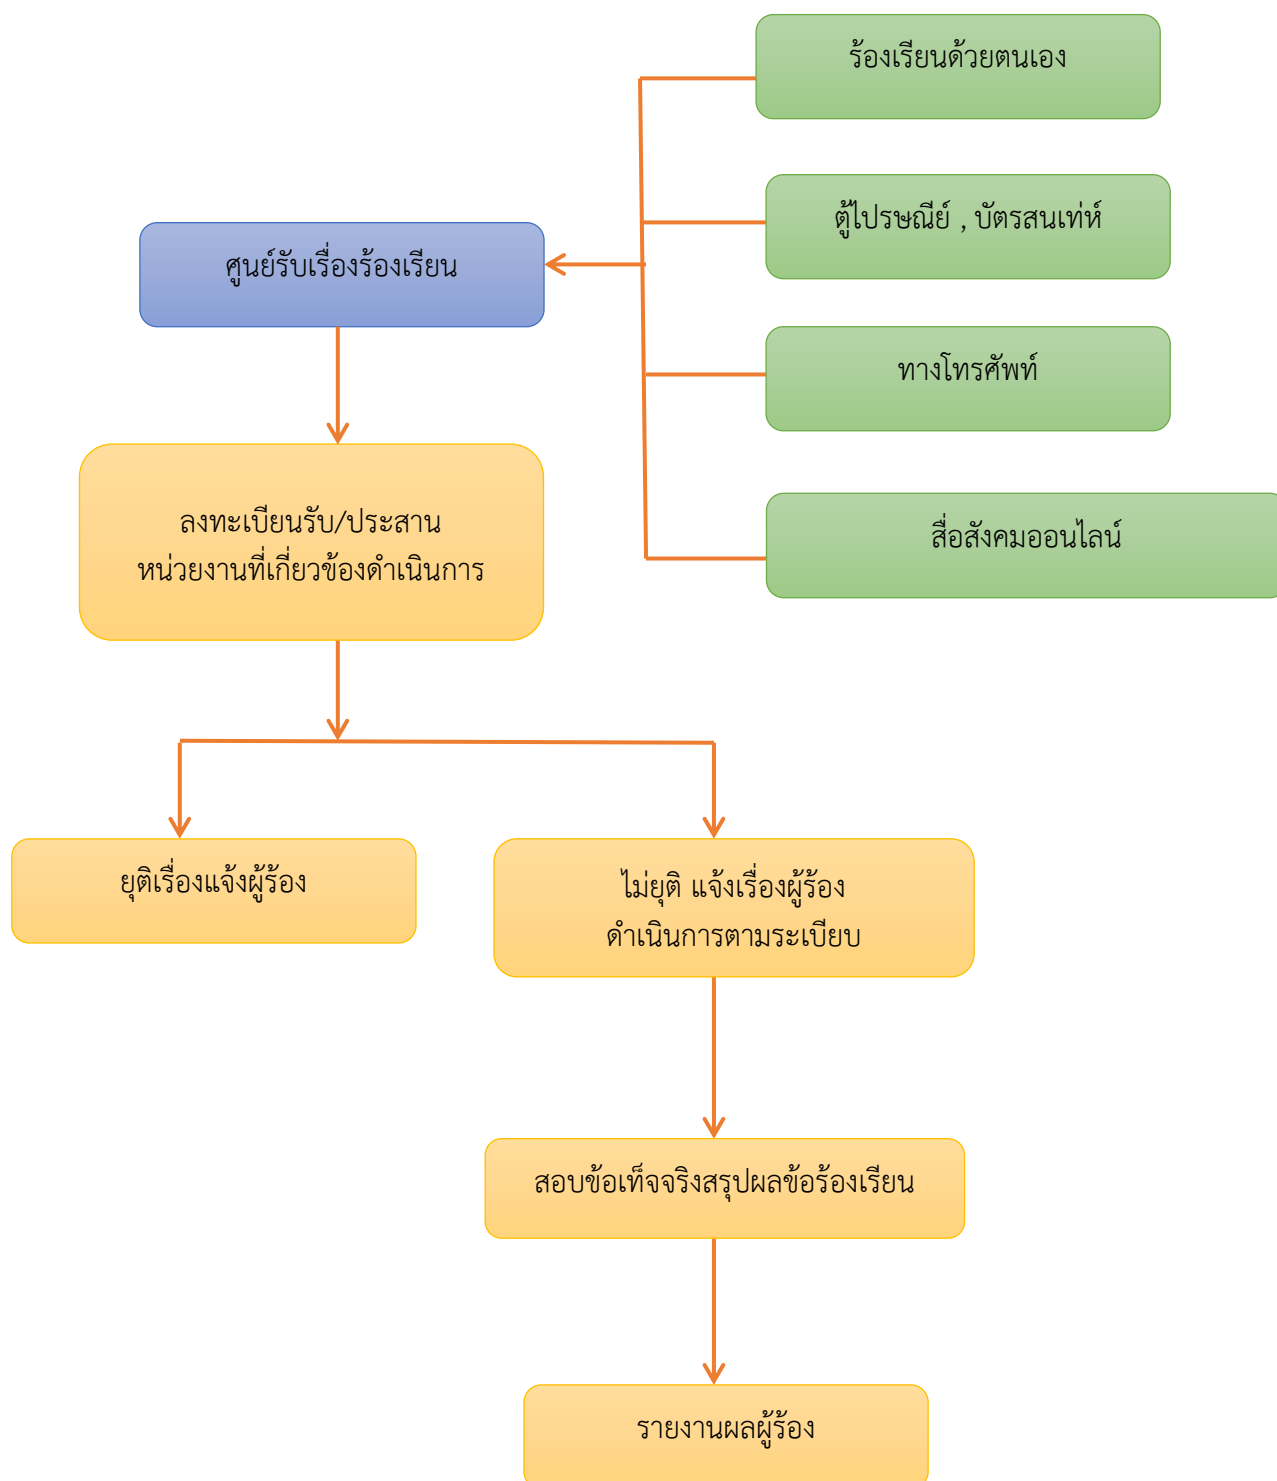 ร้องเรียนด้วยตนเอง
ตู้ไปรษณีย์ , บัตรสนเท่ห์
ศูนย์รับเรื่องร้องเรียน
ทางโทรศัพท์
สื่อสังคมออนไลน์
ลงทะเบียนรับ/ประสาน
หน่วยงานที่เกี่ยวข้องดำเนินการ
ยุติเรื่องแจ้งผู้ร้อง
ไม่ยุติ แจ้งเรื่องผู้ร้อง
ดำเนินการตามระเบียบ
สอบข้อเท็จจริงสรุปผลข้อร้องเรียน
รายงานผลผู้ร้อง